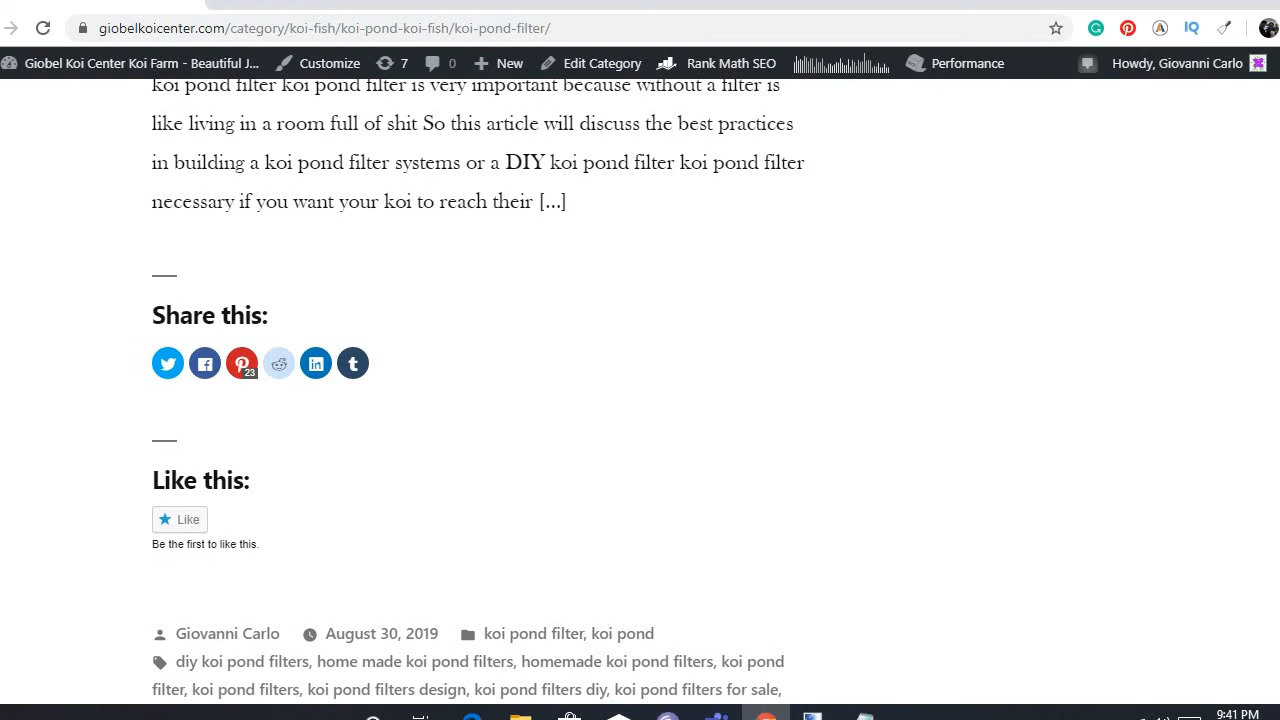 giobelkoicenter.com/category/koi-fish/koi-pond-koi_fish/koi-pond-filter/
Giobel Koi Center Koi Farm - Beautiful J... Customize 7 0 New Edit Category Rank Math SEO Performance Howdy, Giovanni Carlo
koi pond filter koi pond filter is very important because without a filter is
like living in a room full of shit So this article will discuss the best practices
in building a koi pond filter systems or a DIY koi pond filter koi pond filter
necessary if you want your koi to reach their [...]
Share this:
23
Like this:
Like
Be the first to like this.
Giovanni Carlo August 30, 2019 koi pond filter, koi pond
diy koi pond filters, home made koi pond filters, homemade koi pond filters, koi pond
filter, koi pond filters, koi pond filters design, koi pond filters diy, koi pond filters for sale,
9:41 PM